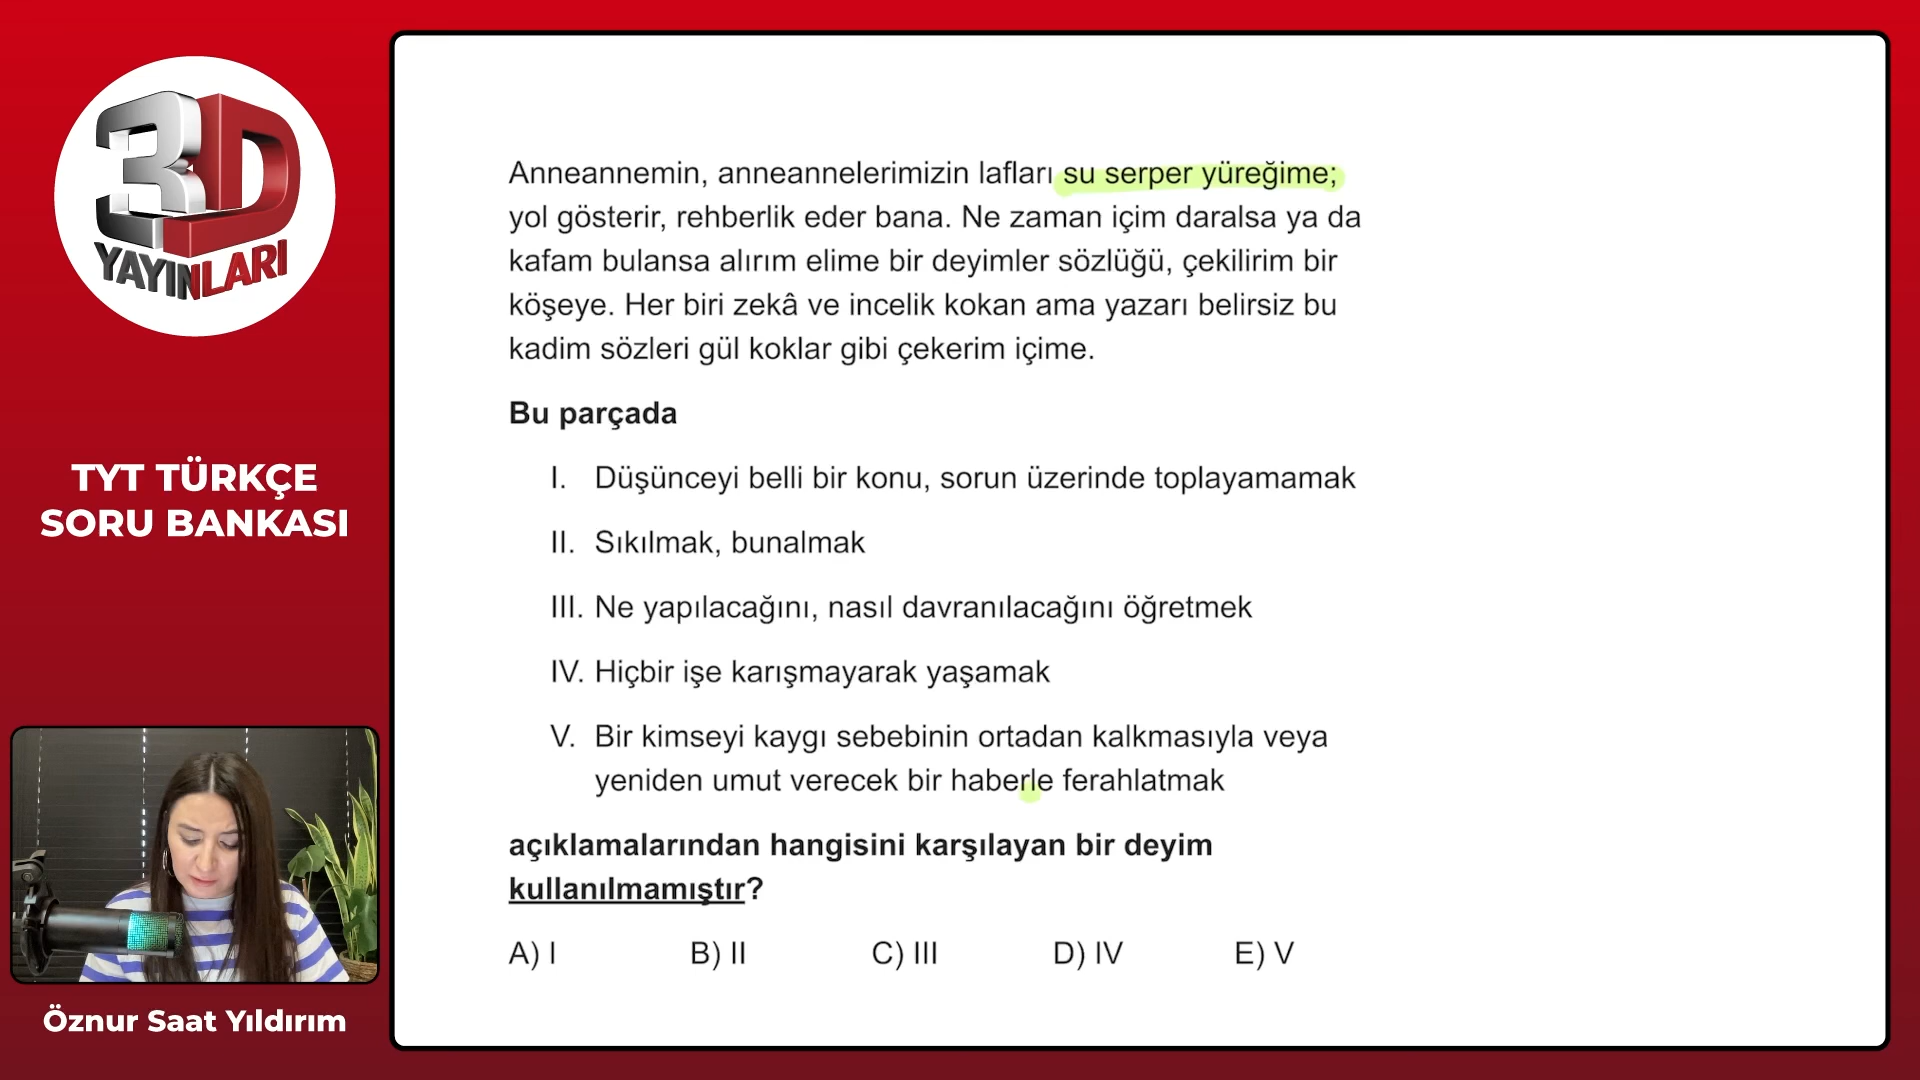 3D
YAYINLARI
TYT TÜRKÇE
SORU BANKASI
Öznur Saat Yıldırım
Anneannemin, anneannelerimizin lafları su serper yüreğime;
yol gösterir, rehberlik eder bana. Ne zaman içim daralsa ya da
kafam bulansa alırım elime bir deyimler sözlüğü, çekilirim bir
köşeye. Her biri zekâ ve incelik kokan ama yazarı belirsiz bu
kadim sözleri gül koklar gibi çekerim içime.
Bu parçada
I. Düşünceyi belli bir konu, sorun üzerinde toplayamamak
II. Sıkılmak, bunalmak
III. Ne yapılacağını, nasıl davranılacağını öğretmek
IV. Hiçbir işe karışmayarak yaşamak
V. Bir kimseyi kaygı sebebinin ortadan kalkmasıyla veya
yeniden umut verecek bir haberle ferahlatmak
açıklamalarından hangisini karşılayan bir deyim
kullanılmamıştır?
A) I B) II C) III D) IV E) V